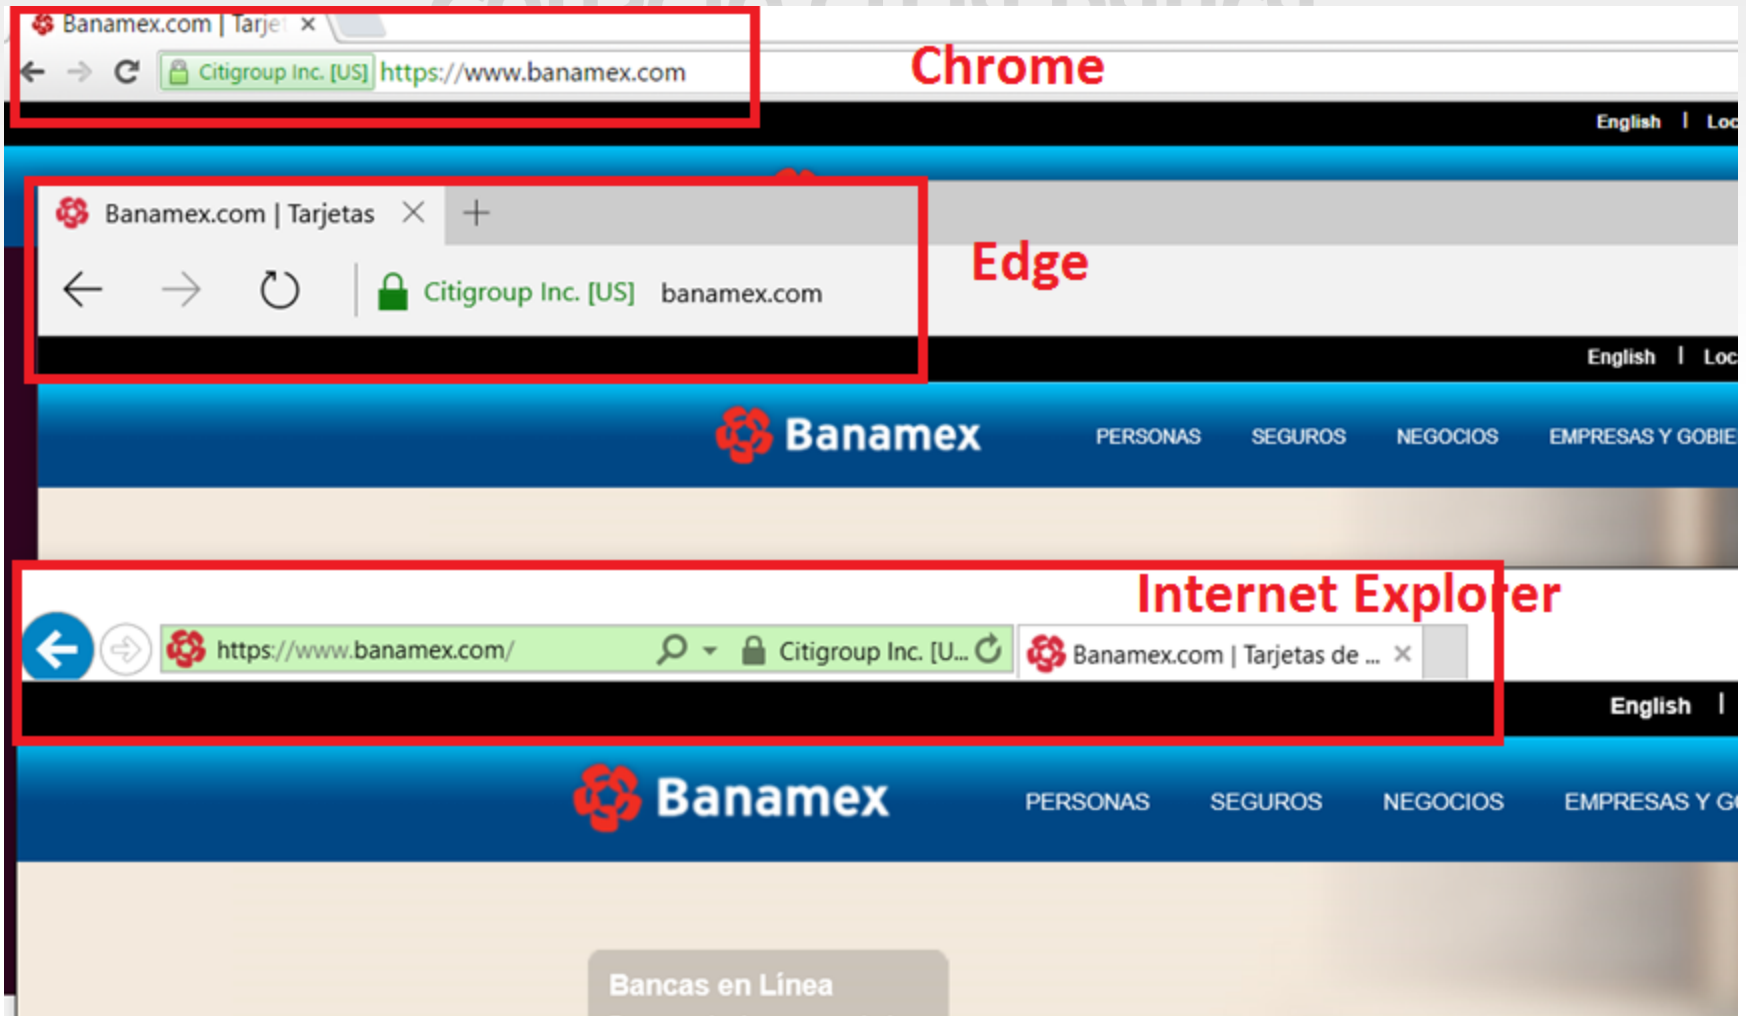 Banamex.com | Tarje
Chrome
Citigroup Inc. [US] https://www.banamex.com
English | Loc
Banamex.com | Tarjetas
Edge
Citigroup Inc. [US] banamex.com
English | Loc
Banamex PERSONAS SEGUROS NEGOCIOS EMPRESAS Y GOBIE
Internet Explorer
https://www.banamex.com/ Citigroup Inc. [U... Banamex.com | Tarjetas de ...
English |
Banamex PERSONAS SEGUROS NEGOCIOS EMPRESAS Y G
Bancas en Línea